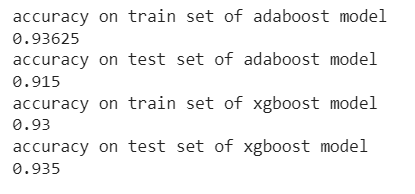 accuracy on train set of adaboost model
0.93625
accuracy on test set of adaboost model
0.915
accuracy on train set of xgboost model
0.93
accuracy on test set of xgboost model
0.935